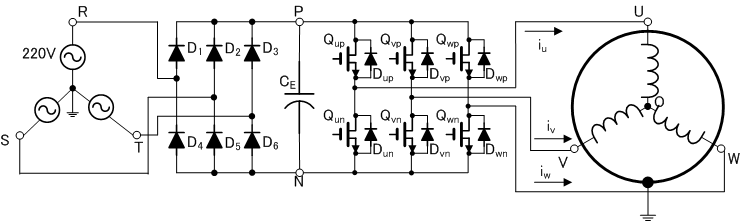 R
P
U
220V
D1 D2 D3
CE
Qup Qvp Qwp
Dup Dvp Dwp
iu
S
T
D4 D5 D6
Qun Qvn Qwn
Dun Dvn Dwn
iv
V
W
iw
N
O